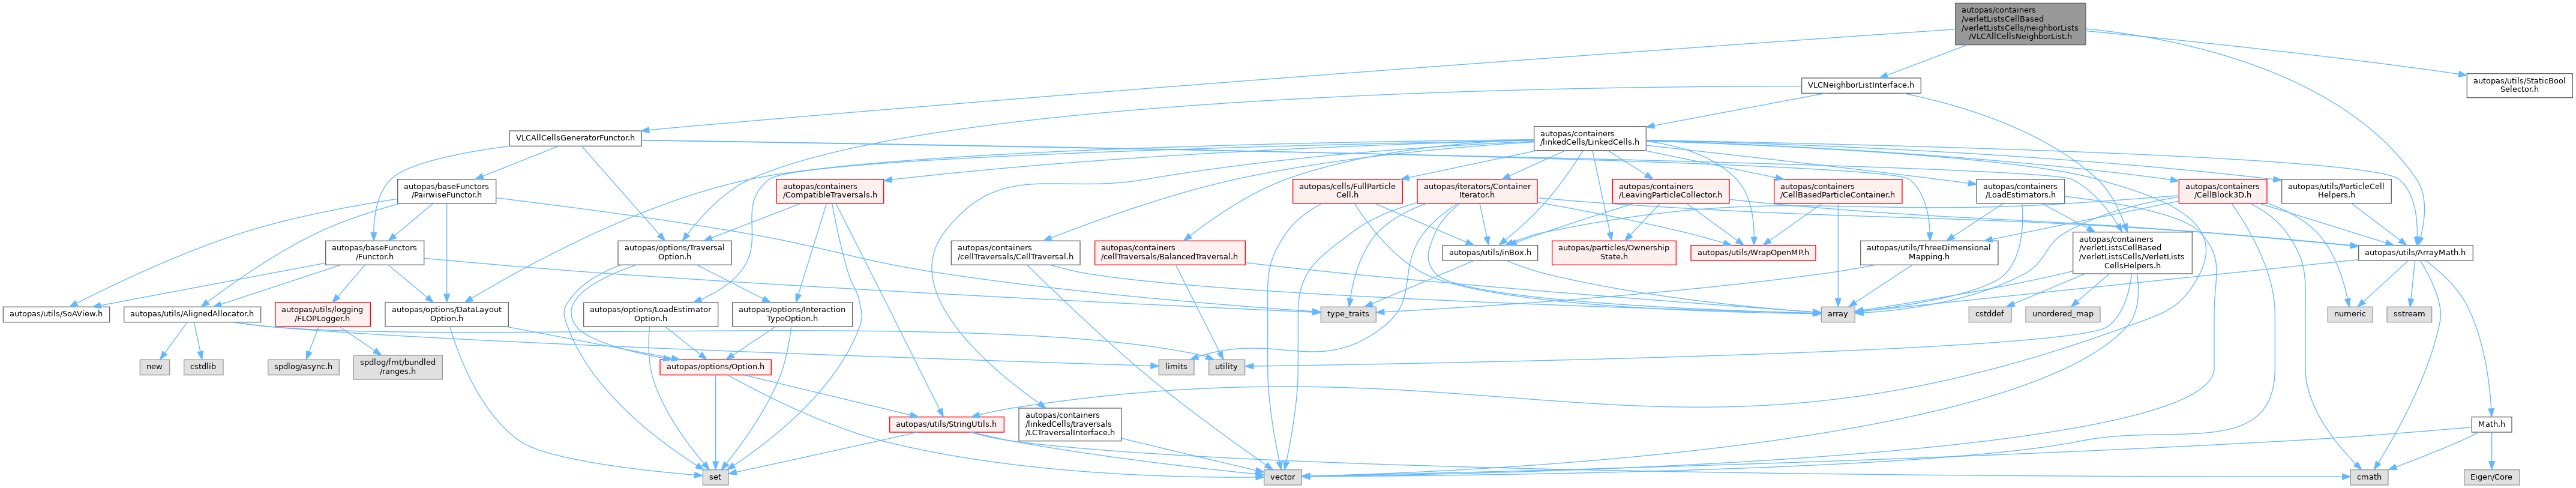 autopas/containers
/verletListsCellBased
/verletListsCells/neighborLists
/VLCAllCellsNeighborList.h
autopas/utils/StaticBool
Selector.h
VLCNeighborListInterface.h
VLCAllCellsGeneratorFunctor.h
autopas/containers
/linkedCells/LinkedCells.h
autopas/baseFunctors
/PairwiseFunctor.h
autopas/containers
/CompatibleTraversals.h
autopas/cells/FullParticle
Cell.h
autopas/iterators/Container
Iterator.h
autopas/containers
/LeavingParticleCollector.h
autopas/containers
/CellBasedParticleContainer.h
autopas/containers
/LoadEstimators.h
autopas/containers
/CellBlock3D.h
autopas/utils/ParticleCell
Helpers.h
autopas/baseFunctors
/Functor.h
autopas/options/Traversal
Option.h
autopas/containers
/cellTraversals/CellTraversal.h
autopas/containers
/cellTraversals/BalancedTraversal.h
autopas/utils/inBox.h
autopas/particles/Ownership
State.h
autopas/utils/WrapOpenMP.h
autopas/utils/ThreeDimensional
Mapping.h
autopas/containers
/verletListsCellBased
/verletListsCells/VerletLists
CellsHelpers.h
autopas/utils/ArrayMath.h
autopas/utils/SoAView.h
autopas/utils/AlignedAllocator.h
autopas/utils/logging
/FLOPLogger.h
autopas/options/DataLayout
Option.h
autopas/options/LoadEstimator
Option.h
autopas/options/Interaction
TypeOption.h
type_traits
array
cstddef
unordered_map
numeric
sstream
new
cstdlib
spdlog/async.h
spdlog/fmt/bundled
/ranges.h
autopas/options/Option.h
limits
utility
autopas/utils/StringUtils.h
autopas/containers
/linkedCells/traversals
/LCTraversalInterface.h
Math.h
set
vector
cmath
Eigen/Core